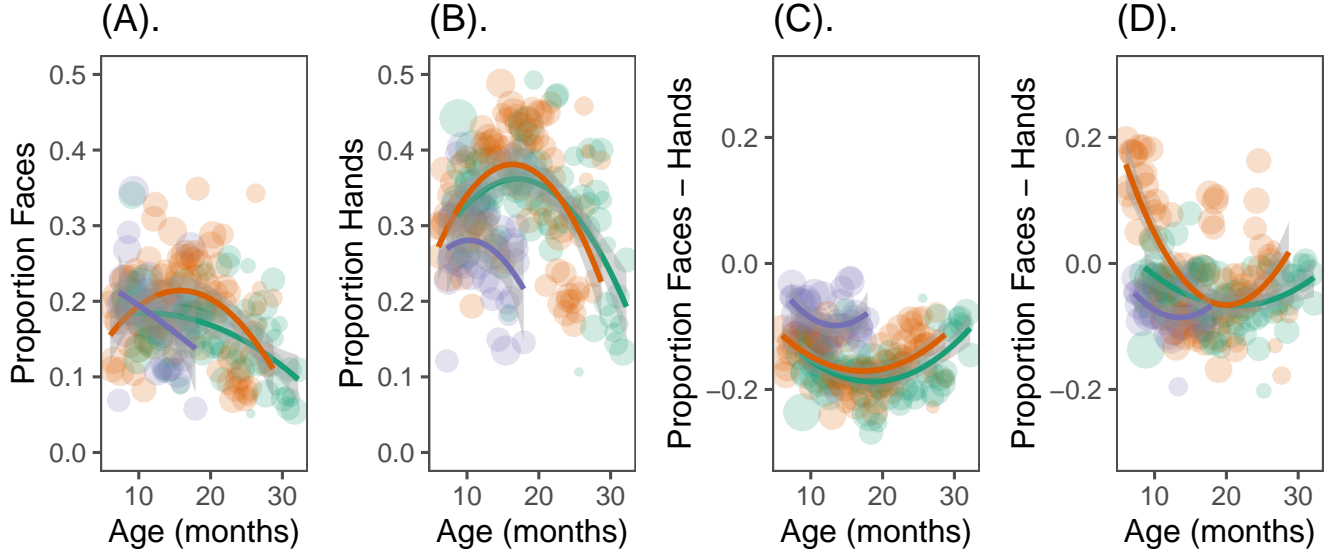 (A).
Proportion Faces
0.5
0.4
0.3
0.2
0.1
0.0
10 20 30
Age (months)
(B).
Proportion Hands
0.5
0.4
0.3
0.2
0.1
0.0
10 20 30
Age (months)
(C).
Proportion Faces − Hands
0.2
0.0
−0.2
10 20 30
Age (months)
(D).
Proportion Faces − Hands
0.2
0.0
−0.2
10 20 30
Age (months)